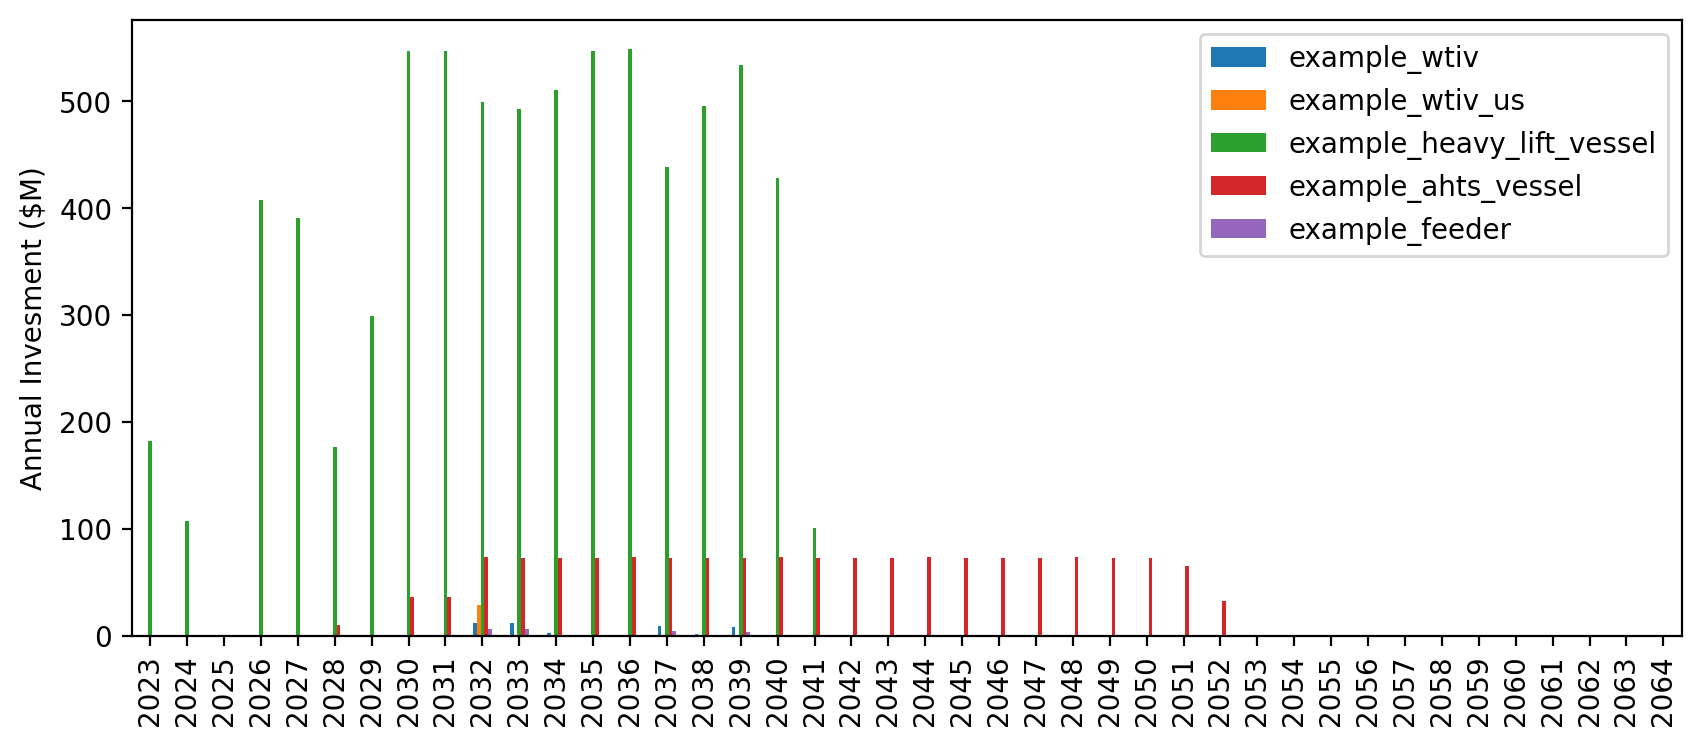 Annual Invesment ($M)
500
400
300
200
100
0
example_wtiv
example_wtiv_us
example_heavy_lift_vessel
example_ahts_vessel
example_feeder
2023 2024 2025 2026 2027 2028 2029 2030 2031 2032 2033 2034 2035 2036 2037 2038 2039 2040 2041 2042 2043 2044 2045 2046 2047 2048 2049 2050 2051 2052 2053 2054 2055 2056 2057 2058 2059 2060 2061 2062 2063 2064